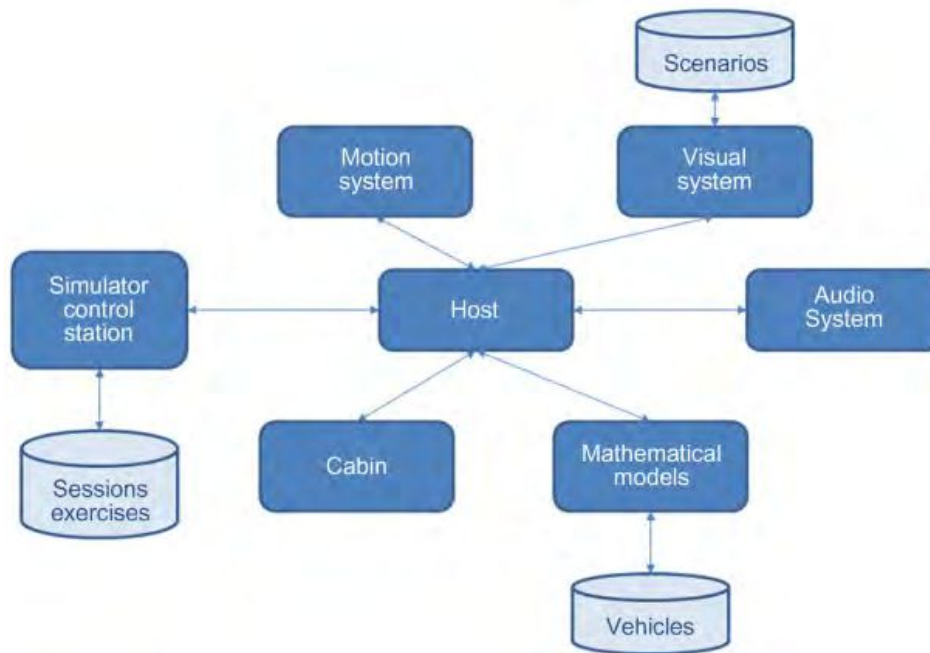 Scenarios
Motion
system
Visual
system
Simulator
control
station
Host
Audio
System
Sessions
exercises
Cabin
Mathematical
models
Vehicles